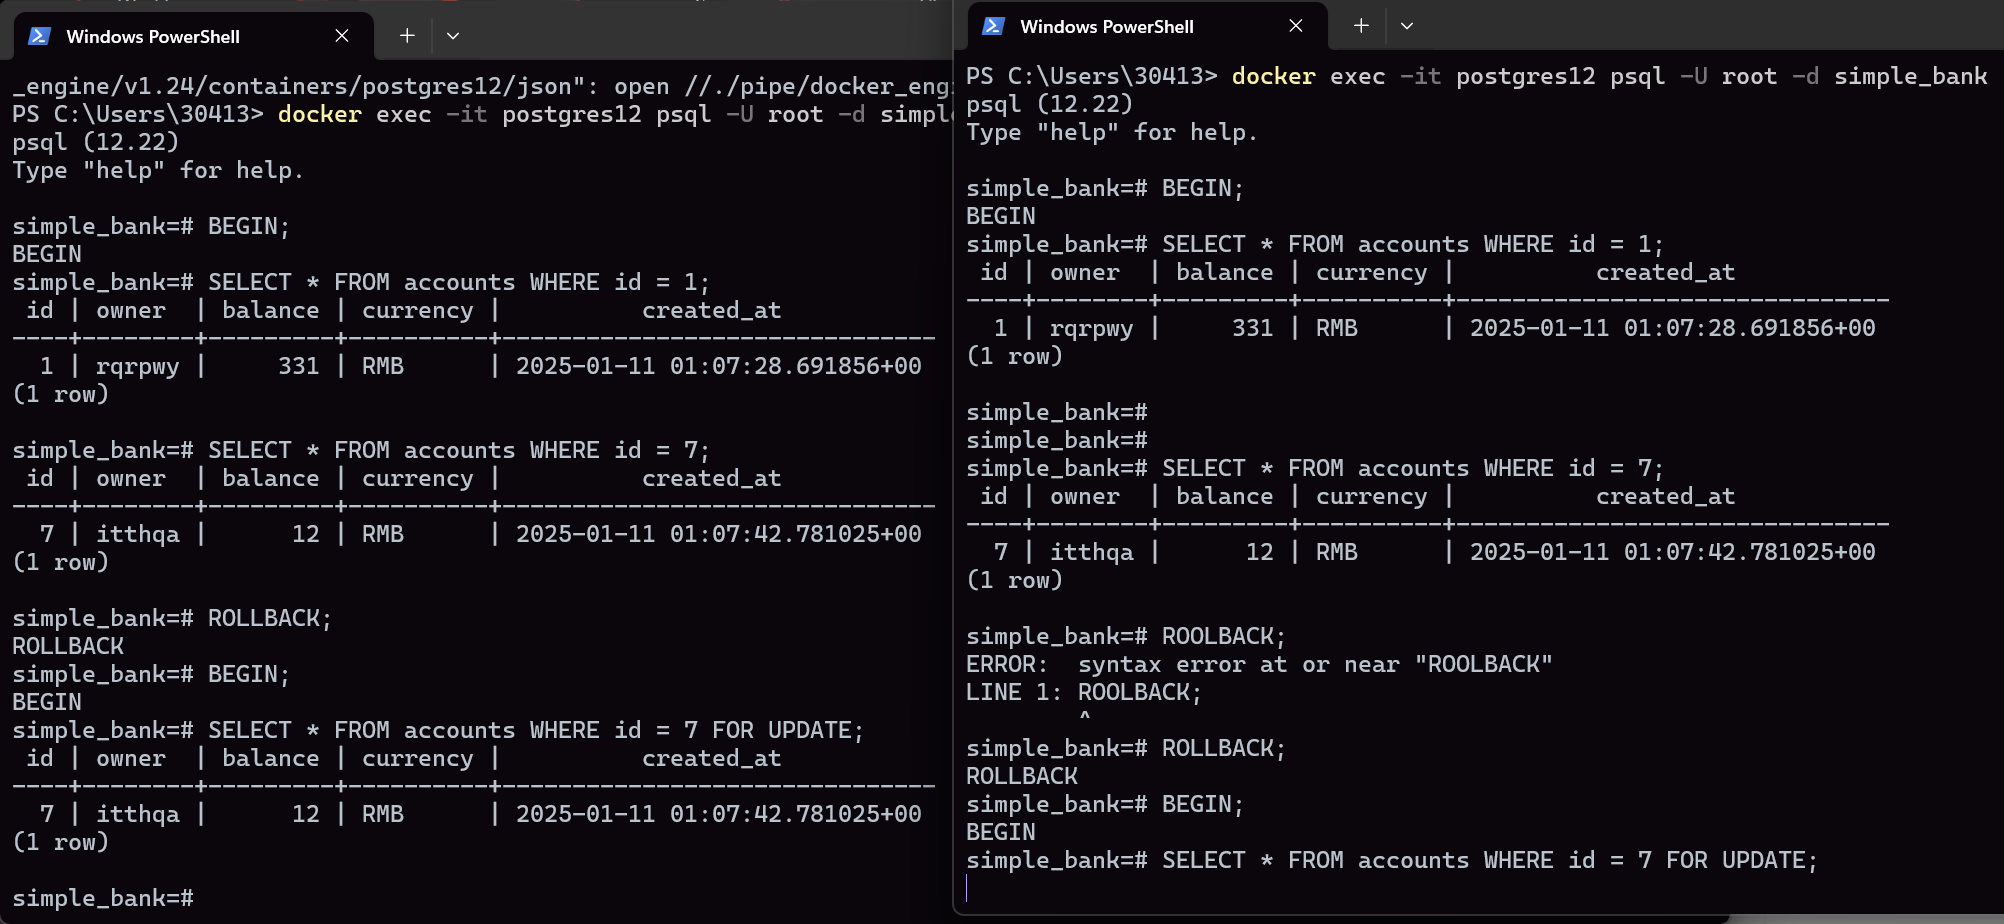 Windows PowerShell
_engine/v1.24/containers/postgres12/json": open //./pipe/docker_eng
PS C:\Users\30413> docker exec -it postgres12 psql -U root -d simpl
psql (12.22)
Type "help" for help.
simple_bank=# BEGIN;
BEGIN
simple_bank=# SELECT * FROM accounts WHERE id = 1;
 id | owner  | balance | currency |          created_at
----+--------+---------+----------+-------------------------------
  1 | rqrpwy |     331 | RMB      | 2025-01-11 01:07:28.691856+00
(1 row)
simple_bank=# SELECT * FROM accounts WHERE id = 7;
 id | owner  | balance | currency |          created_at
----+--------+---------+----------+-------------------------------
  7 | itthqa |      12 | RMB      | 2025-01-11 01:07:42.781025+00
(1 row)
simple_bank=# ROLLBACK;
ROLLBACK
simple_bank=# BEGIN;
BEGIN
simple_bank=# SELECT * FROM accounts WHERE id = 7 FOR UPDATE;
 id | owner  | balance | currency |          created_at
----+--------+---------+----------+-------------------------------
  7 | itthqa |      12 | RMB      | 2025-01-11 01:07:42.781025+00
(1 row)
simple_bank=#
Windows PowerShell
PS C:\Users\30413> docker exec -it postgres12 psql -U root -d simple_bank
psql (12.22)
Type "help" for help.
simple_bank=# BEGIN;
BEGIN
simple_bank=# SELECT * FROM accounts WHERE id = 1;
 id | owner  | balance | currency |          created_at
----+--------+---------+----------+-------------------------------
  1 | rqrpwy |     331 | RMB      | 2025-01-11 01:07:28.691856+00
(1 row)
simple_bank=#
simple_bank=#
simple_bank=# SELECT * FROM accounts WHERE id = 7;
 id | owner  | balance | currency |          created_at
----+--------+---------+----------+-------------------------------
  7 | itthqa |      12 | RMB      | 2025-01-11 01:07:42.781025+00
(1 row)
simple_bank=# ROOLBACK;
ERROR:  syntax error at or near "ROOLBACK"
LINE 1: ROOLBACK;
        ^
simple_bank=# ROLLBACK;
ROLLBACK
simple_bank=# BEGIN;
BEGIN
simple_bank=# SELECT * FROM accounts WHERE id = 7 FOR UPDATE;